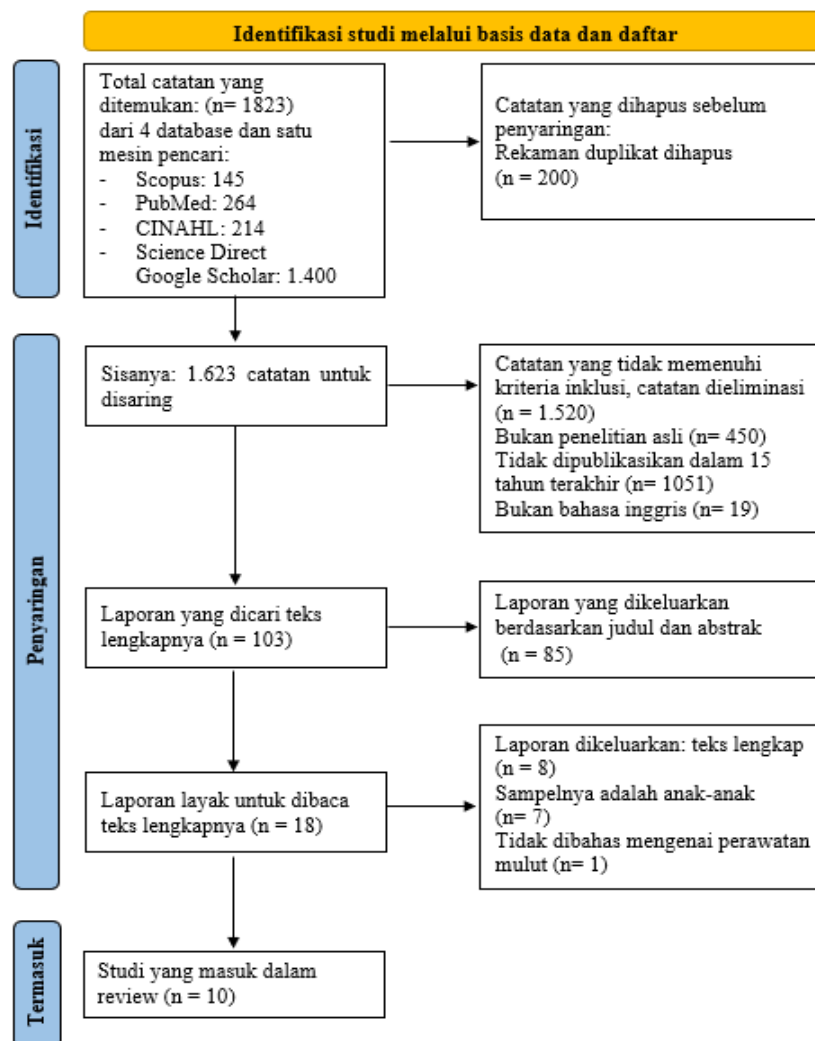 Identifikasi studi melalui basis data dan daftar
Identifikasi
Total catatan yang
ditemukan: (n= 1823)
dari 4 database dan satu
mesin pencari:
- Scopus: 145
- PubMed: 264
- CINAHL: 214
- Science Direct
Google Scholar: 1.400
Catatan yang dihapus sebelum
penyaringan:
Rekaman duplikat dihapus
(n = 200)
Penyaringan
Sisanya: 1.623 catatan untuk
disaring
Catatan yang tidak memenuhi
kriteria inklusi, catatan dieliminasi
(n = 1.520)
Bukan penelitian asli (n= 450)
Tidak dipublikasikan dalam 15
tahun terakhir (n= 1051)
Bukan bahasa inggris (n= 19)
Laporan yang dicari teks
lengkapnya (n = 103)
Laporan yang dikeluarkan
berdasarkan judul dan abstrak
(n = 85)
Laporan layak untuk dibaca
teks lengkapnya (n = 18)
Laporan dikeluarkan: teks lengkap
(n = 8)
Sampelnya adalah anak-anak
(n= 7)
Tidak dibahas mengenai perawatan
mulut (n= 1)
Termasuk
Studi yang masuk dalam
review (n = 10)